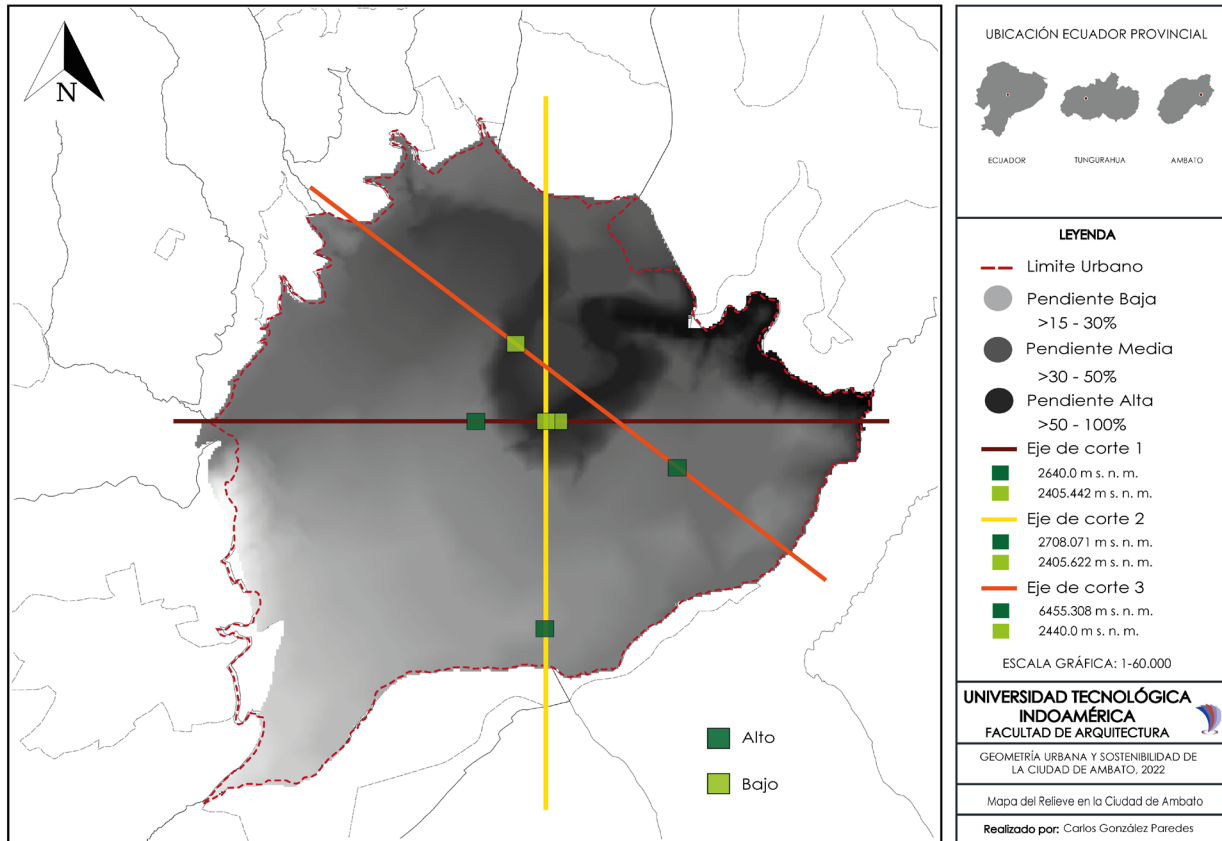 N
Alto
Bajo
UBICACIÓN ECUADOR PROVINCIAL
ECUADOR
TUNGURAHUA
AMBATO
LEYENDA
Limite Urbano
Pendiente Baja
>15 - 30%
Pendiente Media
>30 - 50%
Pendiente Alta
>50 - 100%
Eje de corte 1
2640.0 m s. n. m.
2405.442 m s. n. m.
Eje de corte 2
2708.071 m s. n. m.
2405.622 m s. n. m.
Eje de corte 3
6455.308 m s. n. m.
2440.0 m s. n. m.
ESCALA GRÁFICA: 1-60.000
UNIVERSIDAD TECNOLÓGICA
INDOAMÉRICA
FACULTAD DE ARQUITECTURA
GEOMETRÍA URBANA Y SOSTENIBILIDAD DE
LA CIUDAD DE AMBATO, 2022
Mapa del Relieve en la Ciudad de Ambato
Realizado por: Carlos González Paredes